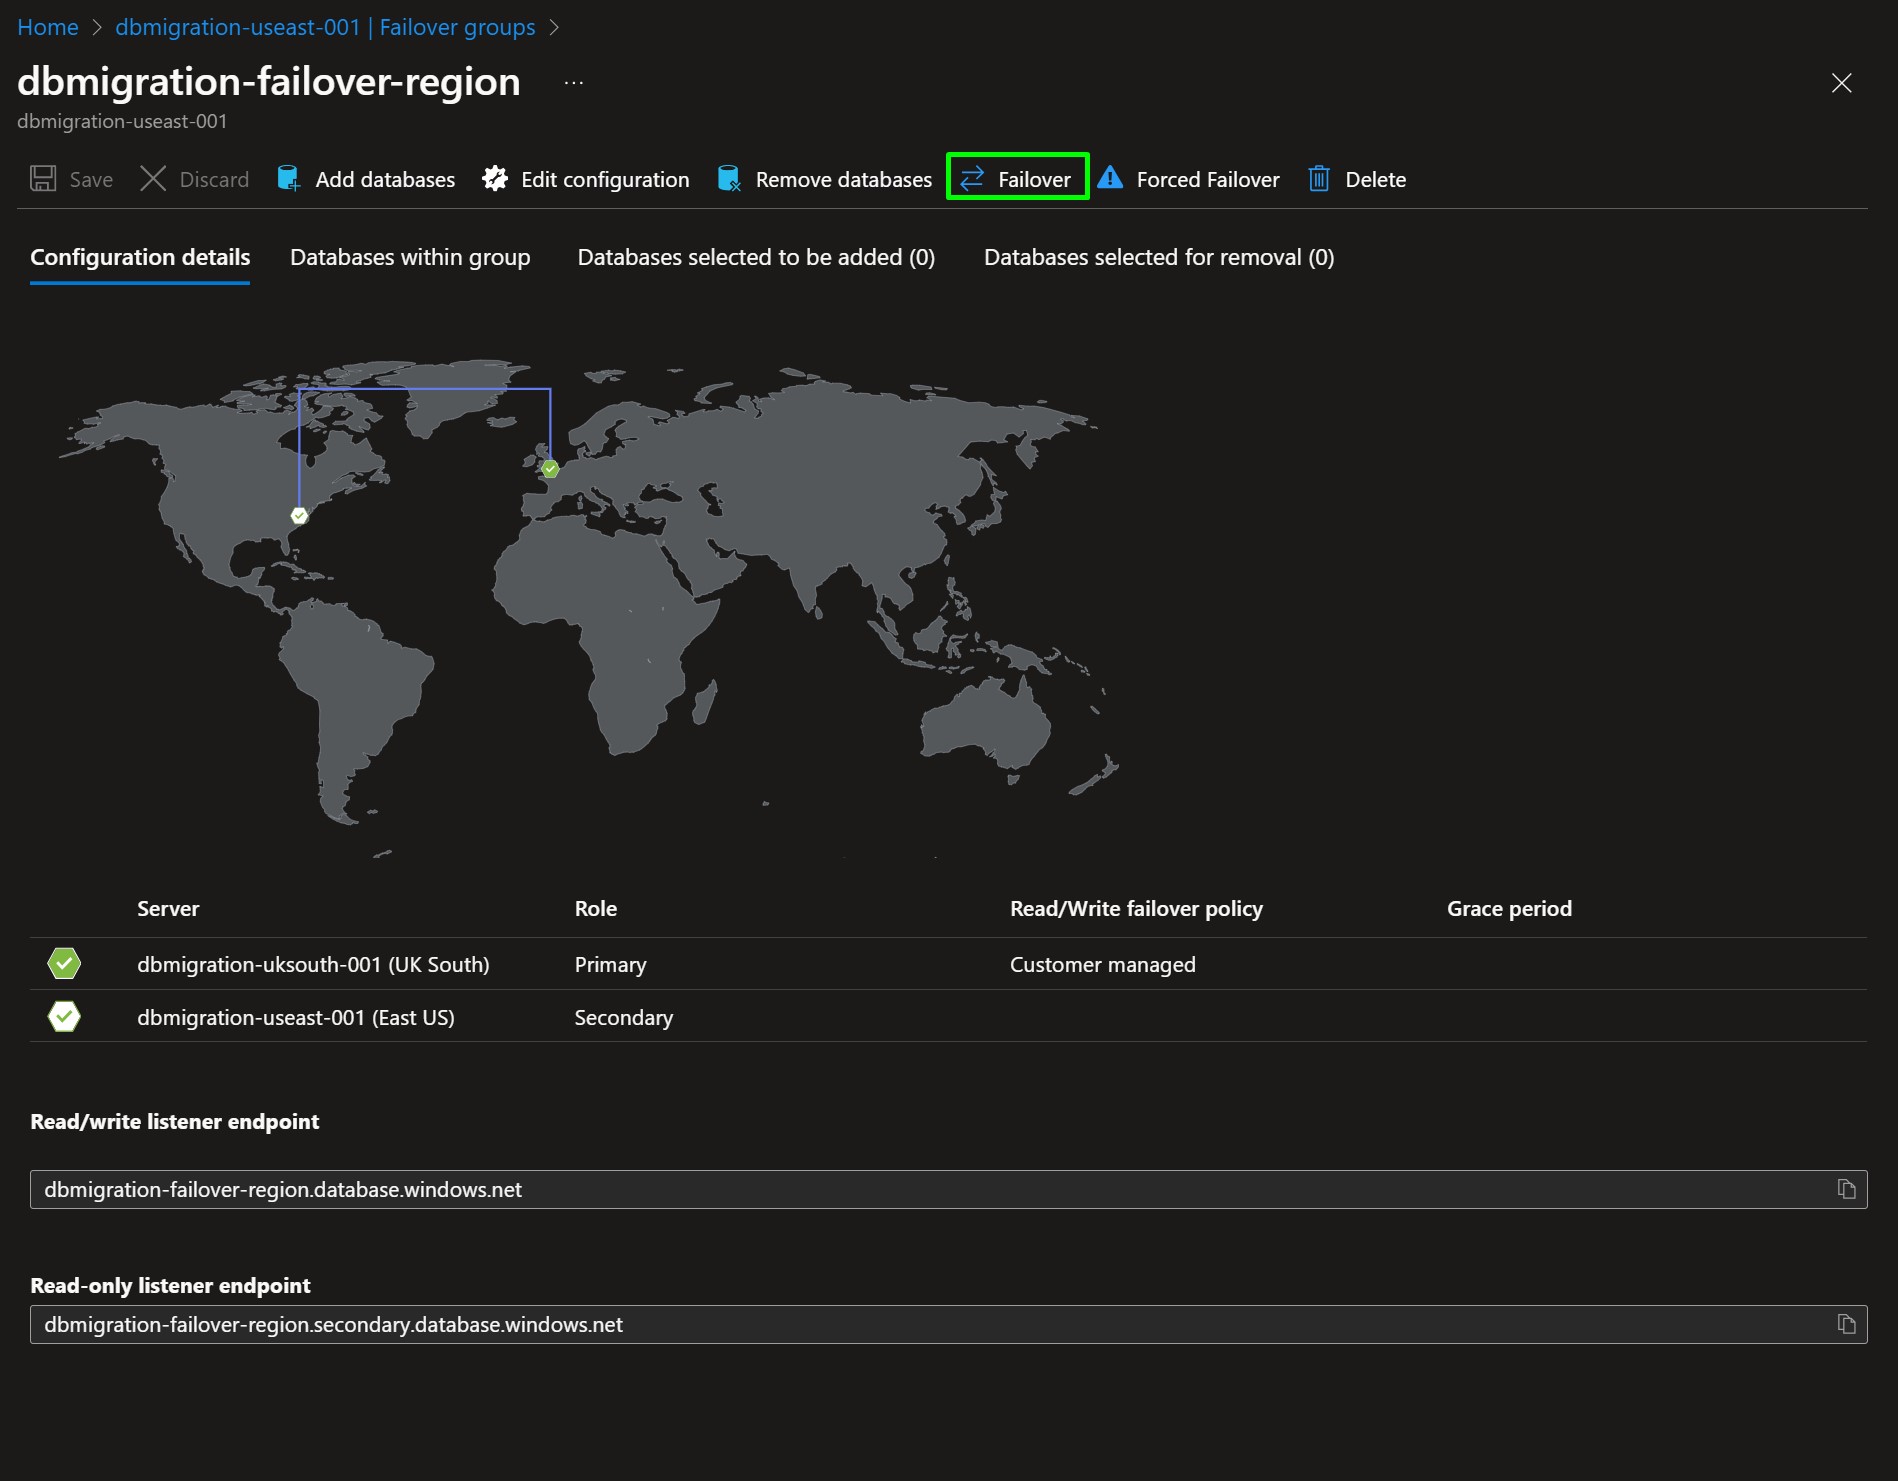 Home > dbmigration-useast-001 | Failover groups >
dbmigration-failover-region ...
dbmigration-useast-001
Save Discard Add databases Edit configuration Remove databases Failover Forced Failover Delete
Configuration details Databases within group Databases selected to be added (0) Databases selected for removal (0)
Server Role Read/Write failover policy Grace period
dbmigration-uksouth-001 (UK South) Primary Customer managed
dbmigration-useast-001 (East US) Secondary
Read/write listener endpoint
dbmigration-failover-region.database.windows.net
Read-only listener endpoint
dbmigration-failover-region.secondary.database.windows.net